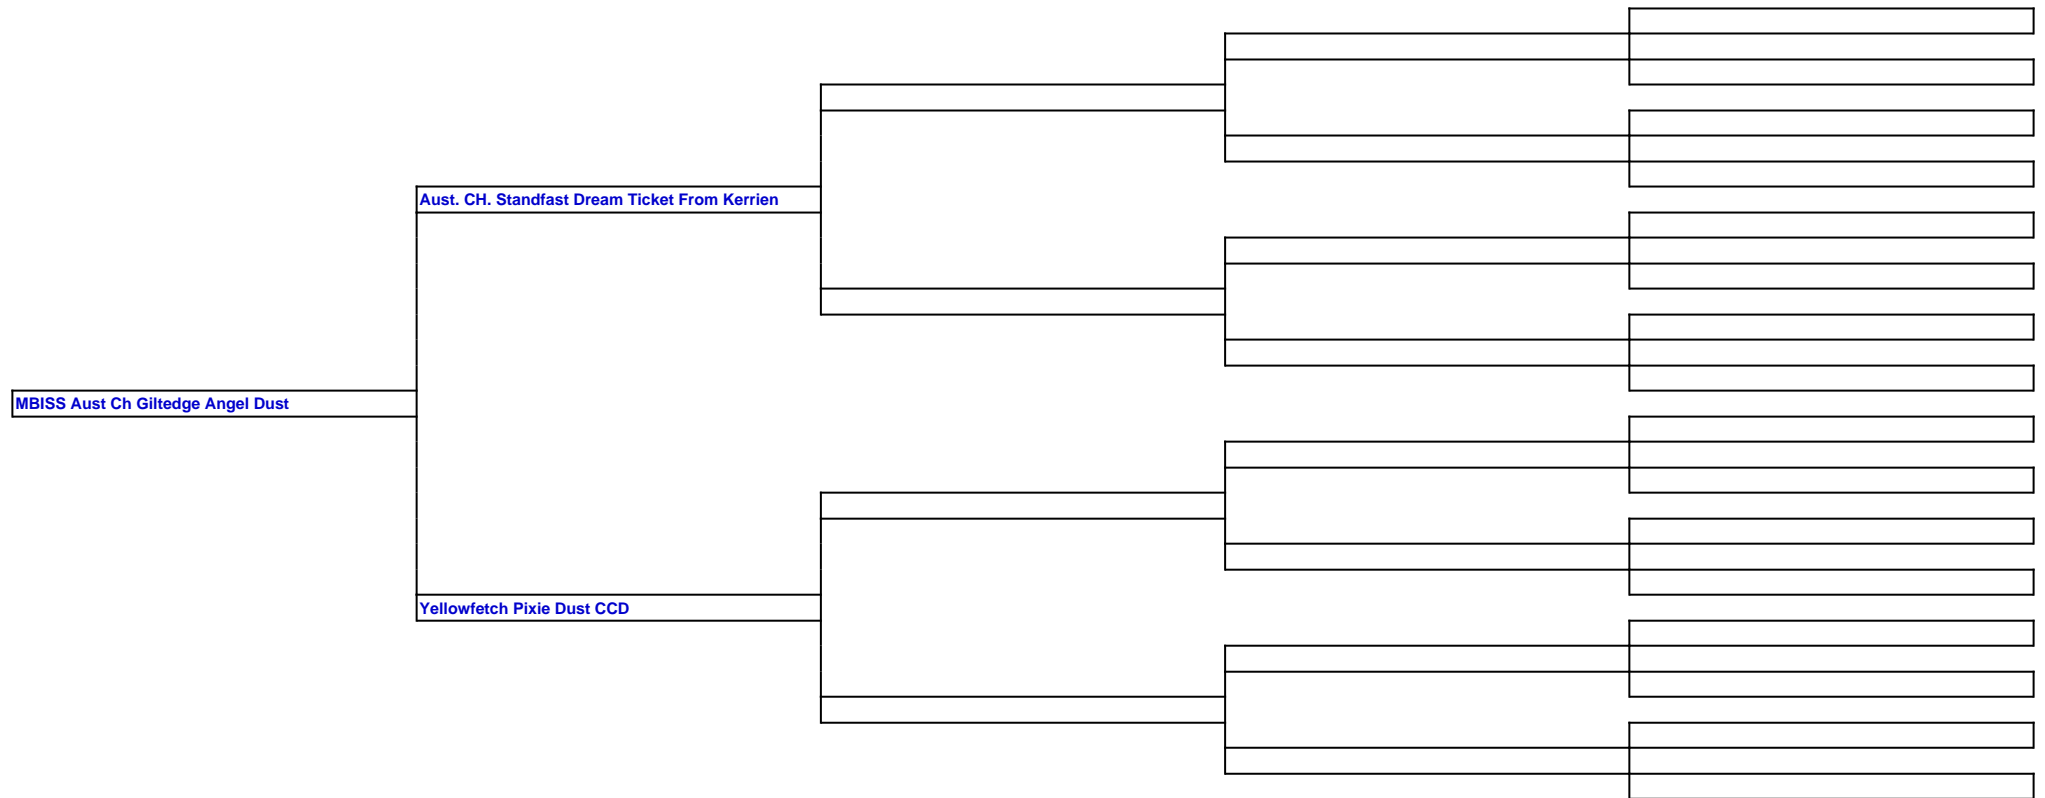 Aust. CH. Standfast Dream Ticket From Kerrien
MBISS Aust Ch Giltedge Angel Dust
Yellowfetch Pixie Dust CCD